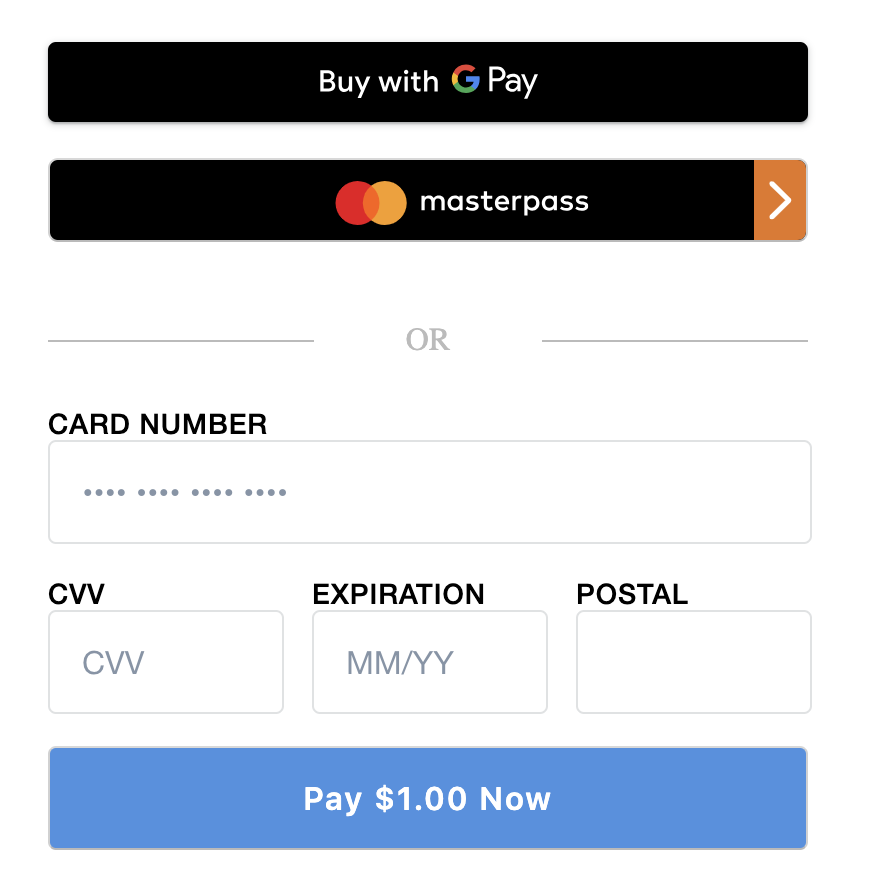 Buy with G Pay
masterpass
OR
CARD NUMBER
•••• •••• •••• ••••
CVV EXPIRATION POSTAL
CVV MM/YY
Pay $1.00 Now